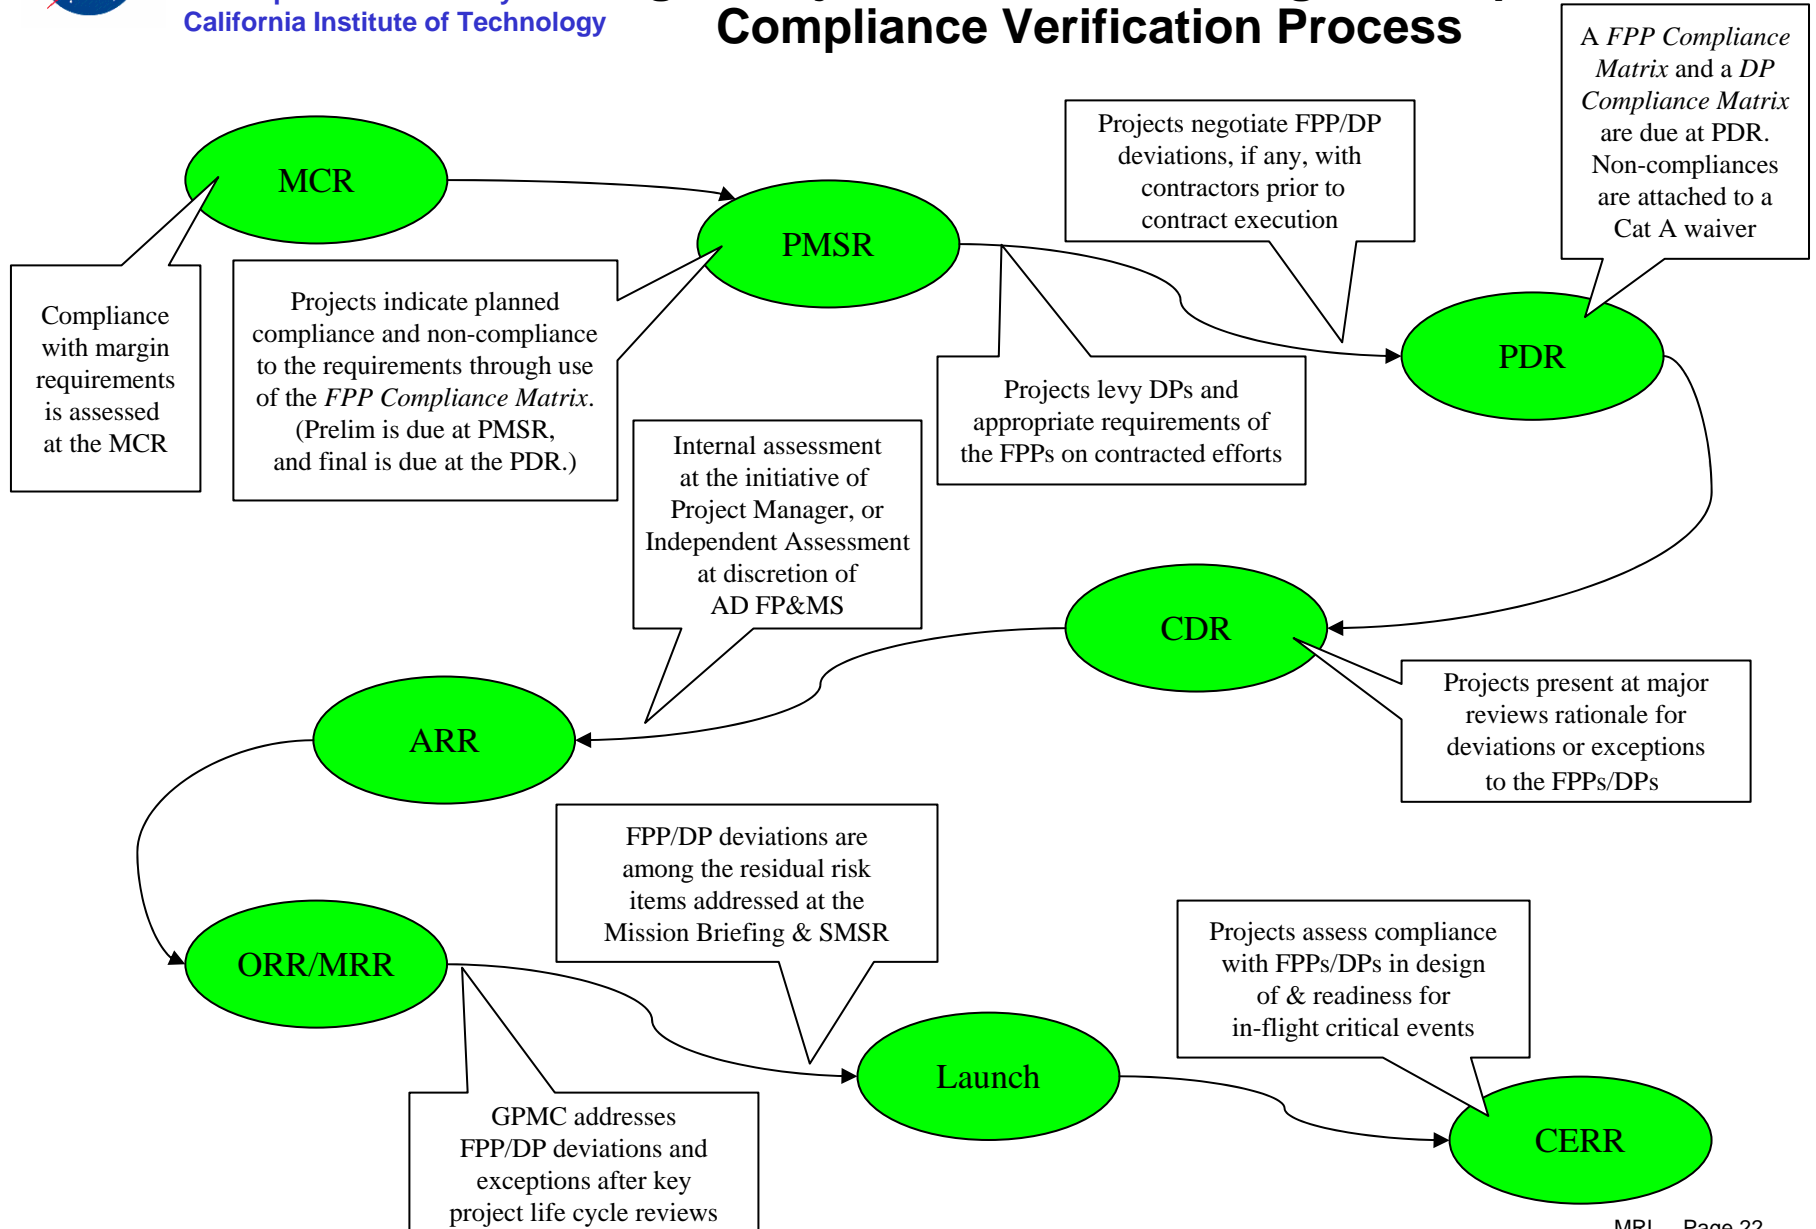 California Institute of Technology
Compliance Verification Process
A FPP Compliance
Matrix and a DP
Compliance Matrix
are due at PDR.
Non-compliances
are attached to a
Cat A waiver
Projects negotiate FPP/DP
deviations, if any, with
contractors prior to
contract execution
MCR
PMSR
PDR
Compliance
with margin
requirements
is assessed
at the MCR
Projects indicate planned
compliance and non-compliance
to the requirements through use
of the FPP Compliance Matrix.
(Prelim is due at PMSR,
and final is due at the PDR.)
Projects levy DPs and
appropriate requirements of
the FPPs on contracted efforts
Internal assessment
at the initiative of
Project Manager, or
Independent Assessment
at discretion of
AD FP&MS
CDR
Projects present at major
reviews rationale for
deviations or exceptions
to the FPPs/DPs
ARR
FPP/DP deviations are
among the residual risk
items addressed at the
Mission Briefing & SMSR
ORR/MRR
Projects assess compliance
with FPPs/DPs in design
of & readiness for
in-flight critical events
Launch
GPMC addresses
FPP/DP deviations and
exceptions after key
project life cycle reviews
CERR
Page 22